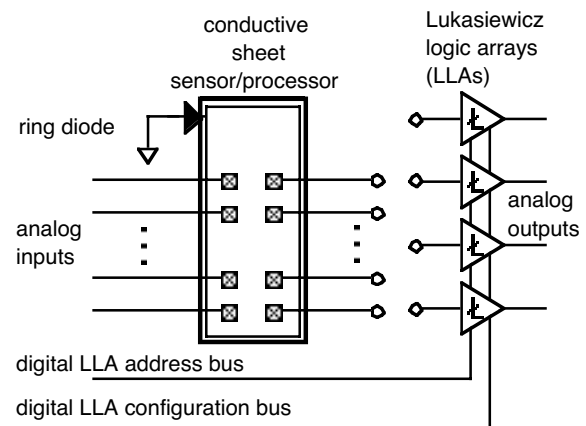 conductive
sheet
sensor/processor
Lukasiewicz
logic arrays
(LLAs)
ring diode
Ł
Ł
analog
inputs
analog
outputs
Ł
Ł
digital LLA address bus
digital LLA configuration bus